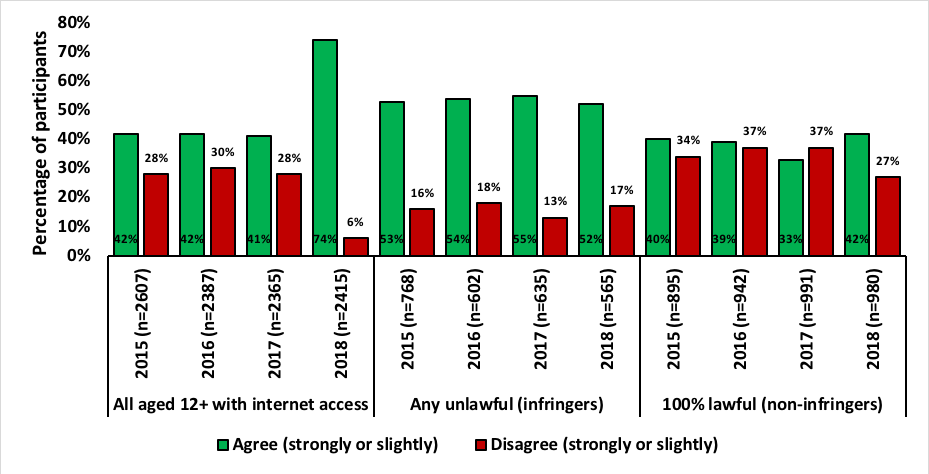 Percentage of participants
80%
70%
60%
50%
40%
30%
20%
10%
0%
42% 28% 42% 30% 41% 28% 74% 6% 53% 16% 54% 18% 55% 13% 52% 17% 40% 34% 39% 37% 33% 37% 42% 27%
2015 (n=2607)
2016 (n=2387)
2017 (n=2365)
2018 (n=2415)
2015 (n=768)
2016 (n=602)
2017 (n=635)
2018 (n=565)
2015 (n=895)
2016 (n=942)
2017 (n=991)
2018 (n=980)
All aged 12+ with internet access Any unlawful (infringers) 100% lawful (non-infringers)
Agree (strongly or slightly) Disagree (strongly or slightly)